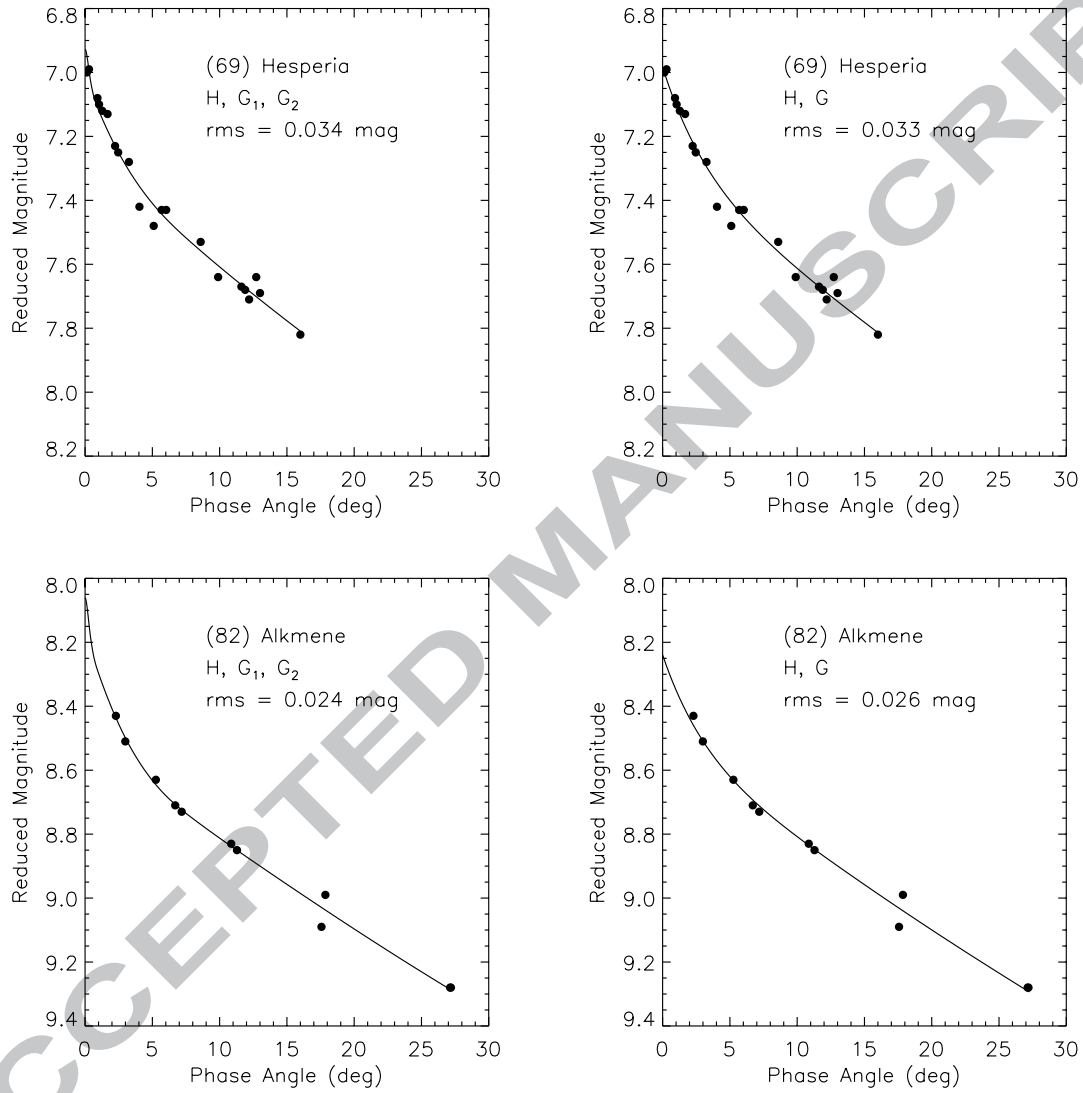 (69) Hesperia
H, G₁, G₂
rms = 0.034 mag
6.8
7.0
7.2
7.4
7.6
7.8
8.0
8.2
Reduced Magnitude
0 5 10 15 20 25 30
Phase Angle (deg)
(69) Hesperia
H, G
rms = 0.033 mag
6.8
7.0
7.2
7.4
7.6
7.8
8.0
8.2
Reduced Magnitude
0 5 10 15 20 25 30
Phase Angle (deg)
(82) Alkmene
H, G₁, G₂
rms = 0.024 mag
8.0
8.2
8.4
8.6
8.8
9.0
9.2
9.4
Reduced Magnitude
0 5 10 15 20 25 30
Phase Angle (deg)
(82) Alkmene
H, G
rms = 0.026 mag
8.0
8.2
8.4
8.6
8.8
9.0
9.2
9.4
Reduced Magnitude
0 5 10 15 20 25 30
Phase Angle (deg)
CCEPTED MANUSCRIP